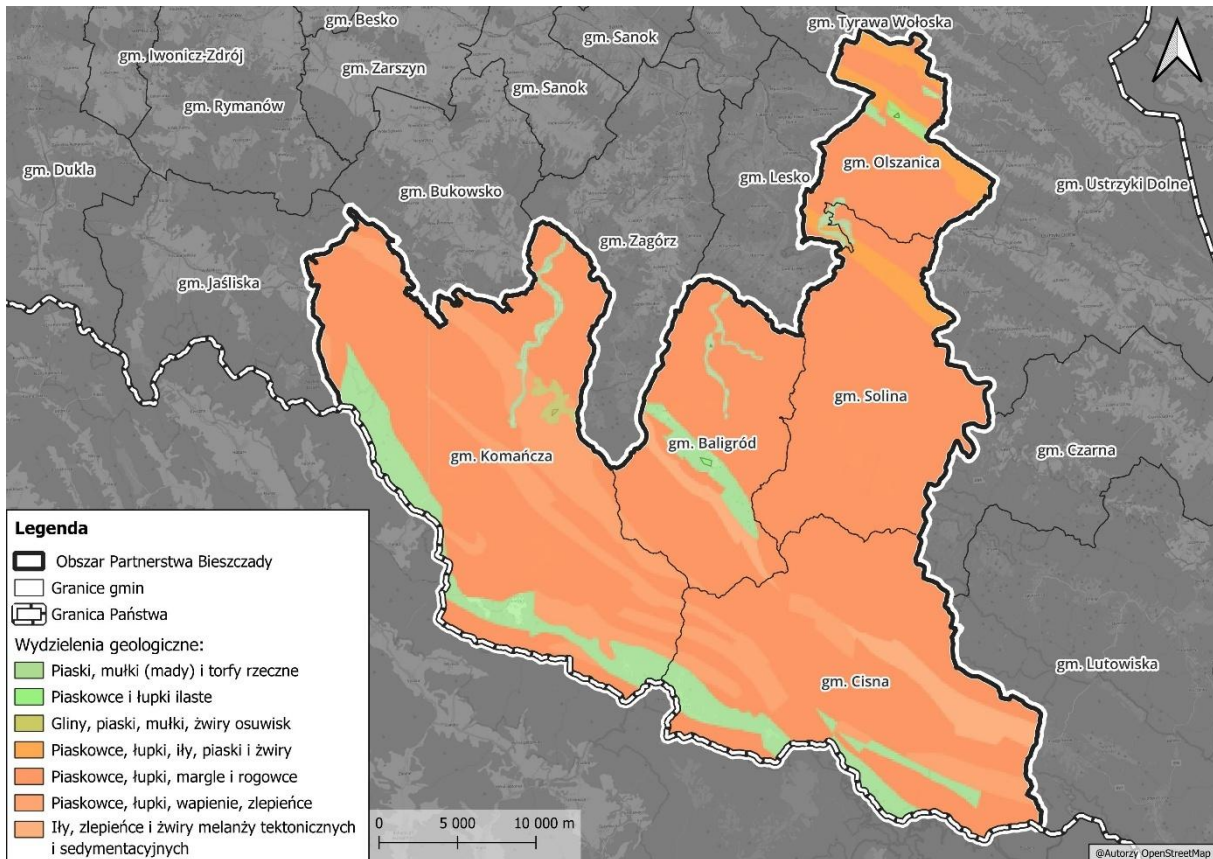 gm. Besko
gm. Sanok
gm. Tyrawa Wołoska
gm. Iwonicz-Zdrój
gm. Zarszyn
gm. Sanok
gm. Rymanów
gm. Dukla
gm. Bukowsko
gm. Lesko
gm. Olszanica
gm. Ustrzyki Dolne
gm. Zagórz
gm. Jaśliska
gm. Solina
gm. Baligród
gm. Czarna
gm. Komańcza
gm. Lutowiska
gm. Cisna
Legenda
Obszar Partnerstwa Bieszczady
Granice gmin
Granica Państwa
Wydzielenia geologiczne:
Piaski, mułki (mady) i torfy rzeczne
Piaskowce i łupki ilaste
Gliny, piaski, mułki, żwiry osuwisk
Piaskowce, łupki, iły, piaski i żwiry
Piaskowce, łupki, margle i rogowce
Piaskowce, łupki, wapienie, zlepieńce
Iły, zlepieńce i żwiry melanży tektonicznych
i sedymentacyjnych
0 5 000 10 000 m
@Autorzy OpenStreetMap